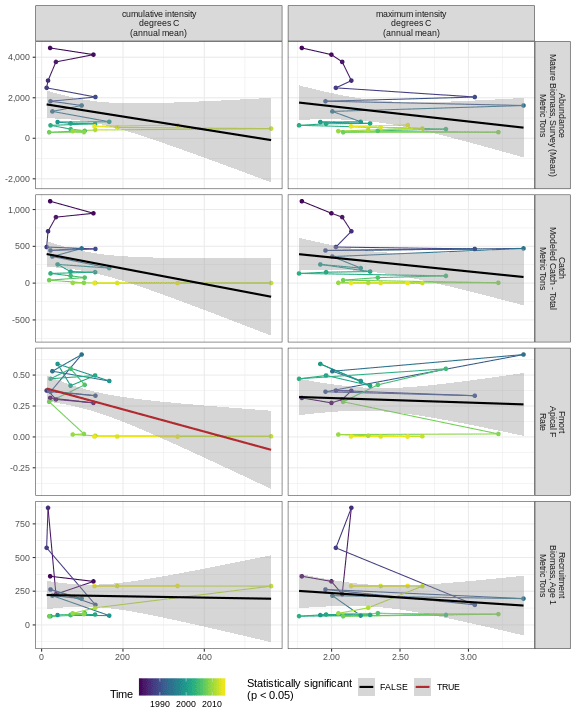 cumulative intensity
degrees C
(annual mean)
maximum intensity
degrees C
(annual mean)
4,000
2,000
0
-2,000
Abundance
Mature Biomass, Survey (Mean)
Metric Tons
1,000
500
0
-500
Catch
Modeled Catch - Total
Metric Tons
0.50
0.25
0.00
-0.25
Fmort
Apical F
Rate
750
500
250
0
Recruitment
Biomass, Age 1
Metric Tons
0
200
400
2.00
2.50
3.00
Time
1990
2000
2010
Statistically significant
(p < 0.05)
FALSE
TRUE